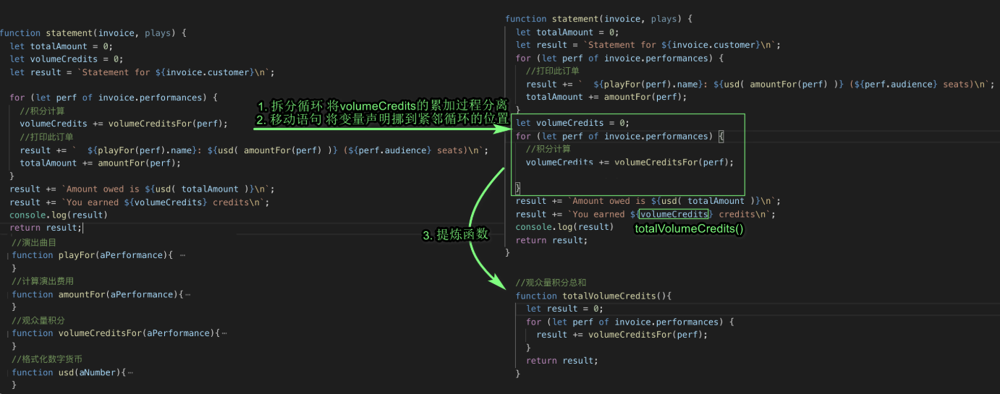 function statement(invoice, plays) {
let totalAmount = 0;
let volumeCredits = 0;
let result = `Statement for ${invoice.customer}\n`;
for (let perf of invoice.performances) {
//积分计算
volumeCredits += volumeCreditsFor(perf);
//打印此订单
result += `  ${playFor(perf).name}: ${usd( amountFor(perf) )} (${perf.audience} seats)\n`;
totalAmount += amountFor(perf);
}
result += `Amount owed is ${usd( totalAmount )}\n`;
result += `You earned ${volumeCredits} credits\n`;
console.log(result)
return result;
//演出曲目
function playFor(aPerformance){ …
}
//计算演出费用
function amountFor(aPerformance){…
}
//观众量积分
function volumeCreditsFor(aPerformance){…
}
//格式化数字货币
function usd(aNumber){…
}
1. 拆分循环 将volumeCredits的累加过程分离
2. 移动语句 将变量声明挪到紧邻循环的位置
3. 提炼函数
function statement(invoice, plays) {
let totalAmount = 0;
let result = `Statement for ${invoice.customer}\n`;
for (let perf of invoice.performances) {
//打印此订单
result += `  ${playFor(perf).name}: ${usd( amountFor(perf) )} (${perf.audience} seats)\n`;
totalAmount += amountFor(perf);
}
let volumeCredits = 0;
for (let perf of invoice.performances) {
//积分计算
volumeCredits += volumeCreditsFor(perf);
}
result += `Amount owed is ${usd( totalAmount )}\n`;
result += `You earned ${volumeCredits} credits\n`;
console.log(result)
totalVolumeCredits()
return result;
}
//观众量积分总和
function totalVolumeCredits(){
let result = 0;
for (let perf of invoice.performances) {
result += volumeCreditsFor(perf);
}
return result;
}